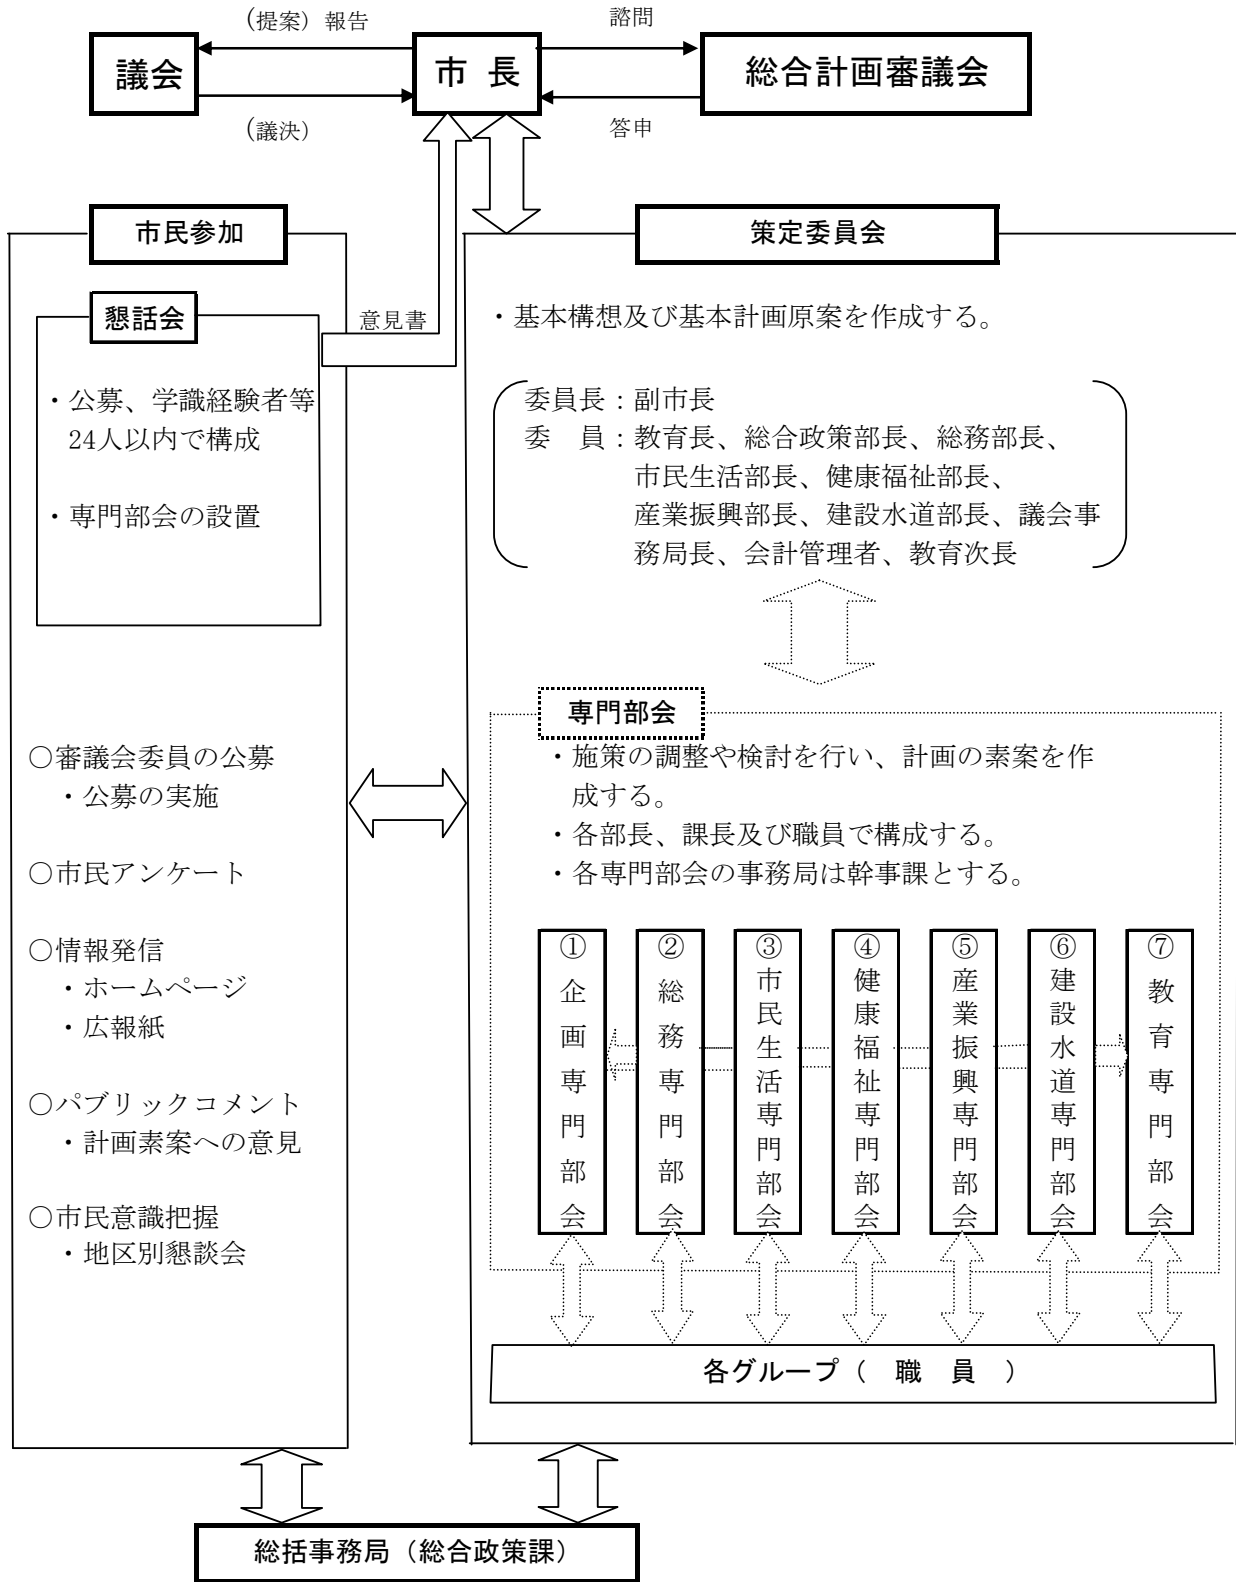 （提案）報告
諮問
議会
市 長
総合計画審議会
（議決）
答申
市民参加
策定委員会
懇話会
意見書
・公募、学識経験者等
24人以内で構成
・専門部会の設置
・基本構想及び基本計画原案を作成する。
委員長：副市長
委　員：教育長、総合政策部長、総務部長、
市民生活部長、健康福祉部長、
産業振興部長、建設水道部長、議会事
務局長、会計管理者、教育次長
○審議会委員の公募
・公募の実施
○市民アンケート
○情報発信
・ホームページ
・広報紙
○パブリックコメント
・計画素案への意見
○市民意識把握
・地区別懇談会
専門部会
・施策の調整や検討を行い、計画の素案を作
成する。
・各部長、課長及び職員で構成する。
・各専門部会の事務局は幹事課とする。
①企画専門部会
②総務専門部会
③市民生活専門部会
④健康福祉専門部会
⑤産業振興専門部会
⑥建設水道専門部会
⑦教育専門部会
各グループ（　職　員　）
総括事務局（総合政策課）